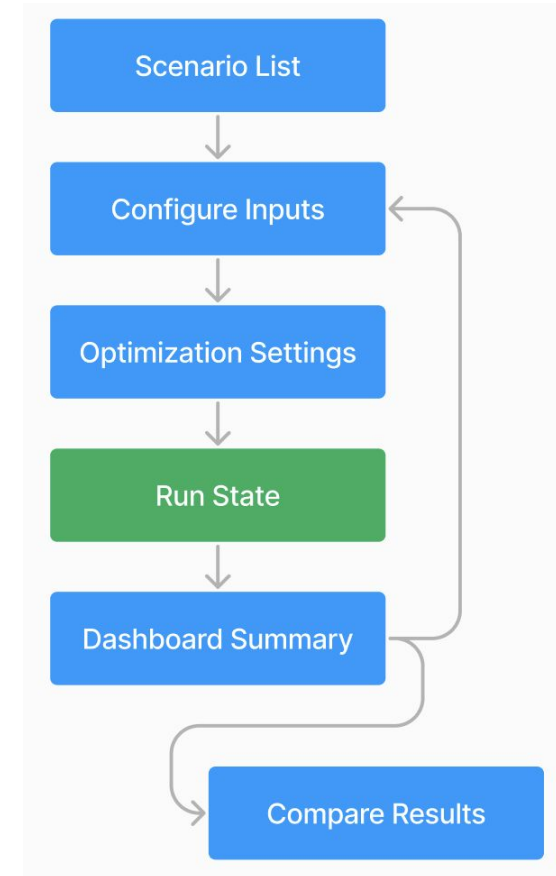 Scenario List
Configure Inputs
Optimization Settings
Run State
Dashboard Summary
Compare Results